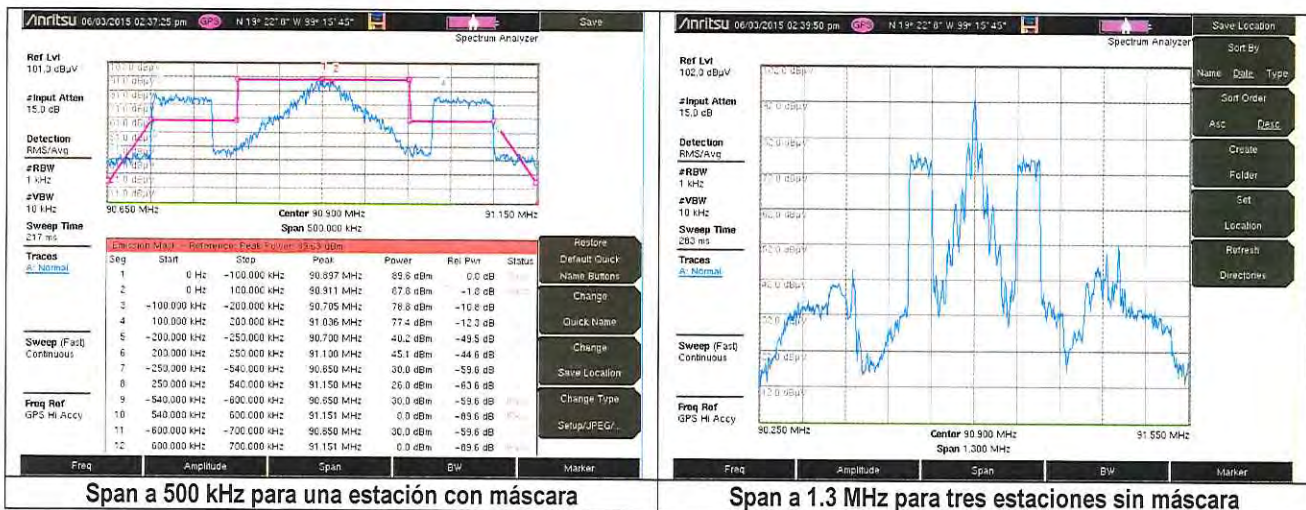 Anritsu 06/03/2015 02:37:25 pm GPS N 19° 22' 8" W 99° 15' 45" Save
Spectrum Analyzer
Ref Lvl
101.0 dBµV
#Input Atten
15.0 dB
Detection
RMS/Avg
#RBW
1 kHz
#VBW
10 kHz
Sweep Time
217 ms
Traces
A: Normal
Sweep (Fast)
Continuous
Freq Ref
GPS Hi Accy
90.650 MHz Center 90.900 MHz 91.150 MHz
Span 500.000 kHz
Emission Mask - Reference: Peak Power
Seg Start Stop Peak Power Rel Pwr Status
1 0 Hz -100.000 kHz 90.897 MHz 89.6 dBm 0.0 dB
2 0 Hz 100.000 kHz 90.911 MHz 87.8 dBm -1.8 dB
3 -100.000 kHz -200.000 kHz 90.705 MHz 78.8 dBm -10.8 dB
4 100.000 kHz 200.000 kHz 91.036 MHz 77.4 dBm -12.3 dB
5 -200.000 kHz -250.000 kHz 90.700 MHz 40.2 dBm -49.5 dB
6 200.000 kHz 250.000 kHz 91.100 MHz 45.1 dBm -44.6 dB
7 -250.000 kHz -540.000 kHz 90.650 MHz 30.0 dBm -59.6 dB
8 250.000 kHz 540.000 kHz 91.150 MHz 26.0 dBm -63.6 dB
9 -540.000 kHz -600.000 kHz 90.650 MHz 30.0 dBm -59.6 dB
10 540.000 kHz 600.000 kHz 91.151 MHz 0.0 dBm -89.6 dB
11 -600.000 kHz -700.000 kHz 90.650 MHz 30.0 dBm -59.6 dB
12 600.000 kHz 700.000 kHz 91.151 MHz 0.0 dBm -89.6 dB
Restore
Default Quick
Name Buttons
Change
Quick Name
Change
Save Location
Change Type
Setup/JPEG/..
Freq Amplitude Span BW Marker
Span a 500 kHz para una estación con máscara
Anritsu 06/03/2015 02:39:50 pm GPS N 19° 22' 8" W 99° 15' 45" Save Location
Spectrum Analyzer
Ref Lvl
102.0 dBµV
#Input Atten
15.0 dB
Detection
RMS/Avg
#RBW
1 kHz
#VBW
10 kHz
Sweep Time
283 ms
Traces
A: Normal
Sweep (Fast)
Continuous
Freq Ref
GPS Hi Accy
90.250 MHz Center 90.900 MHz 91.550 MHz
Span 1.300 MHz
Sort By
Name Date Type
Sort Order
Asc Desc
Create
Folder
Set
Location
Refresh
Directories
Freq Amplitude Span BW Marker
Span a 1.3 MHz para tres estaciones sin máscara